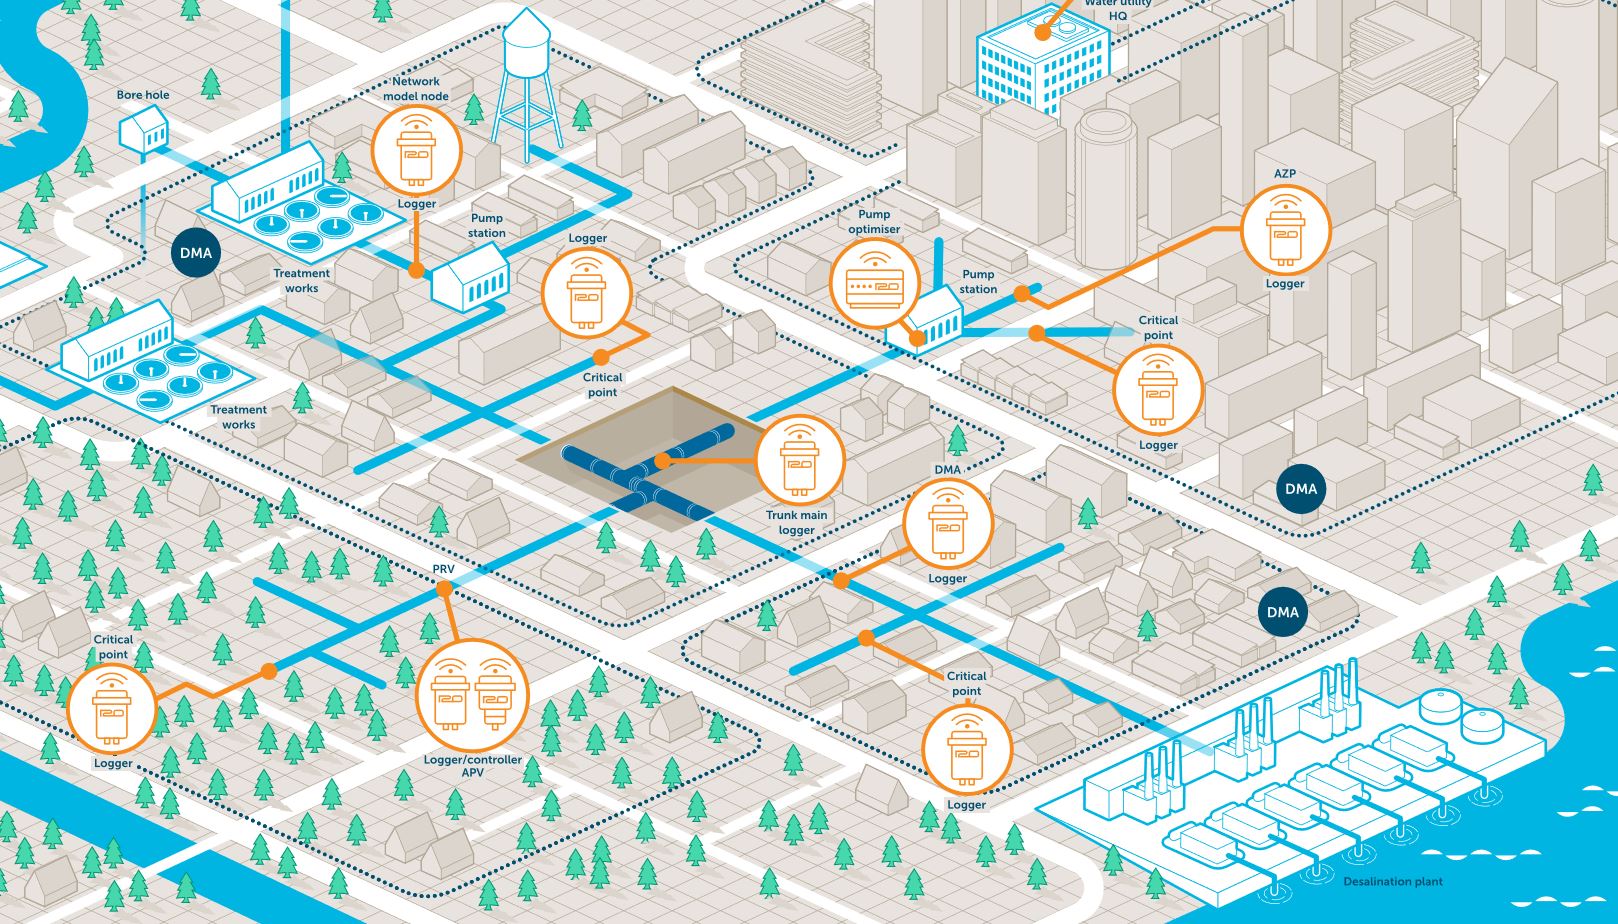 Water utility
HQ
Bore hole
Network
model node
Logger
DMA
Treatment
works
Pump
station
Logger
Critical
point
Pump
optimiser
Pump
station
AZP
Logger
Critical
point
Logger
Treatment
works
Trunk main
logger
DMA
Logger
DMA
DMA
PRV
Logger/controller
APV
Critical
point
Logger
Critical
point
Logger
Desalination plant